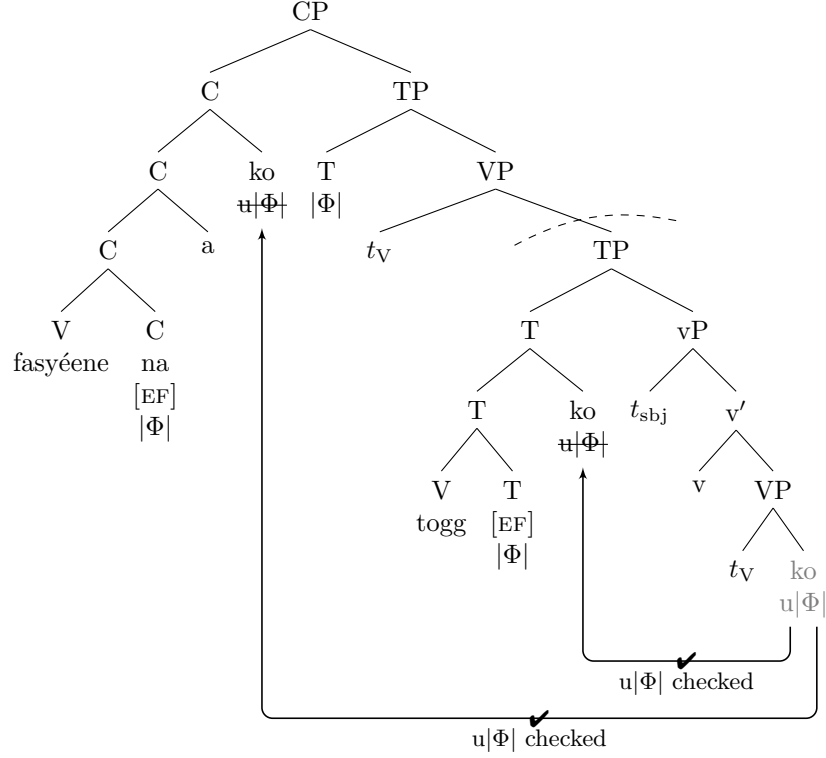 CP
C TP
C ko T VP
u|Φ| |Φ|
C a t_V TP
V C T vP
fasyéene na
[EF]
|Φ|
T ko t_sbj v′
u|Φ|
V T v VP
togg [EF]
|Φ|
t_V ko
u|Φ|
✔
u|Φ| checked
✔
u|Φ| checked